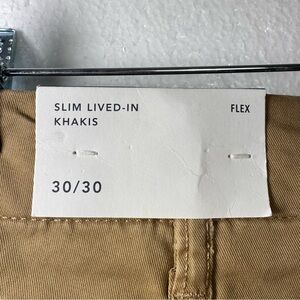 SLIM LIVED-IN FLEX
KHAKIS
30/30